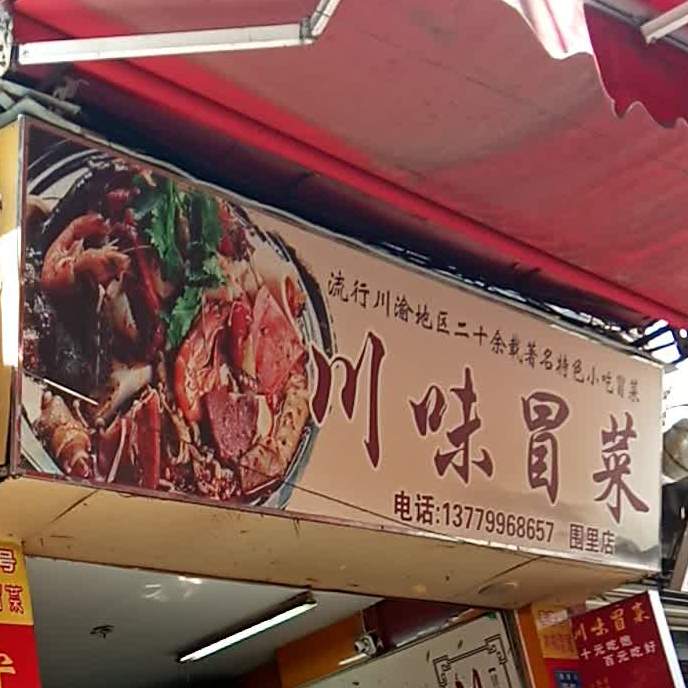 流行川渝地区二十余载著名特色小吃冒菜
川味冒菜
电话:13779968657 围里店
川味冒菜
十元吃饱
百元吃好